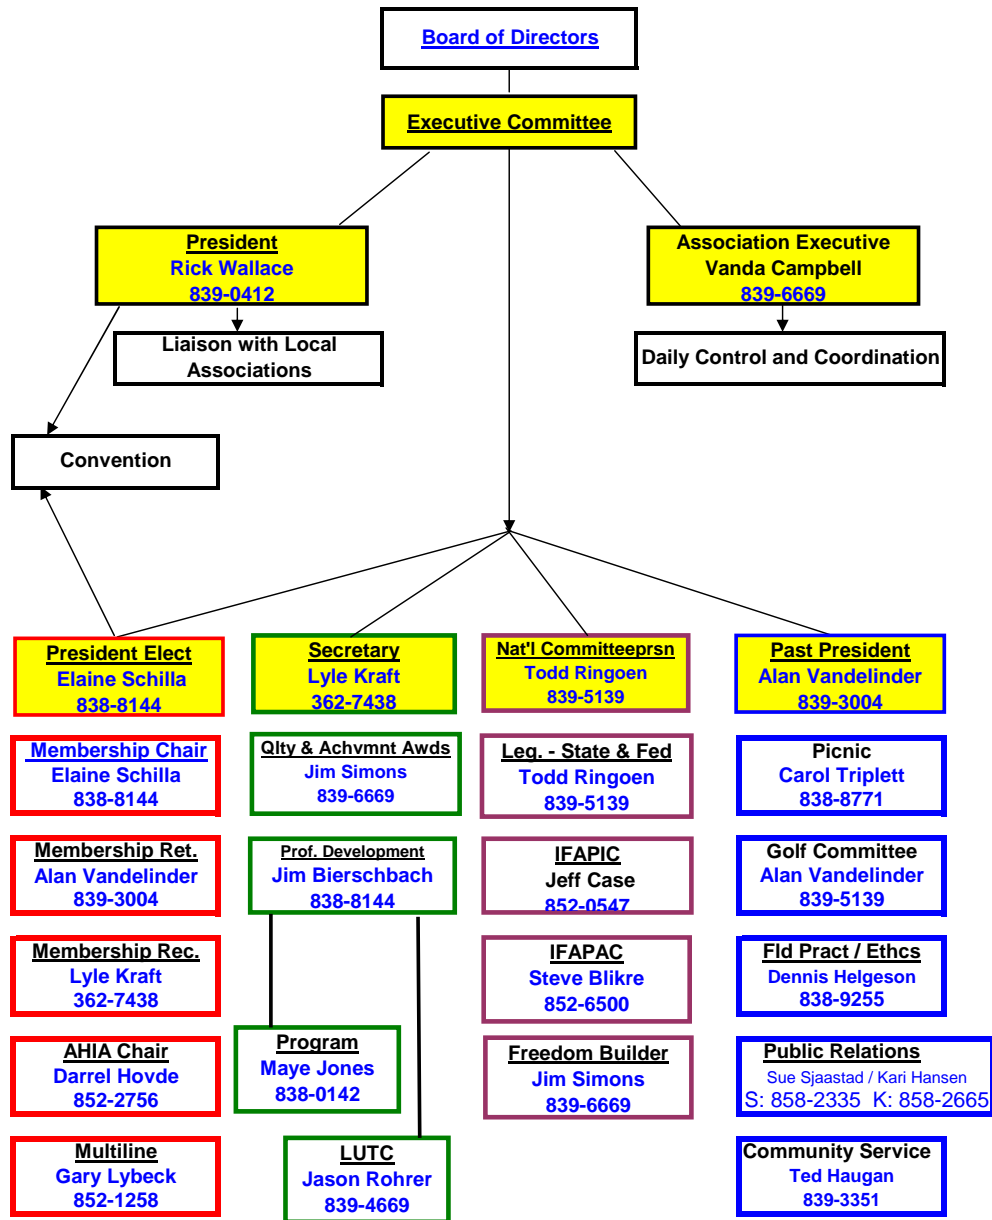 Board of Directors
Executive Committee
President
Rick Wallace
839-0412
Association Executive
Vanda Campbell
839-6669
Liaison with Local
Associations
Daily Control and Coordination
Convention
President Elect
Elaine Schilla
838-8144
Secretary
Lyle Kraft
362-7438
Nat'l Committeeprsn
Todd Ringoen
839-5139
Past President
Alan Vandelinder
839-3004
Membership Chair
Elaine Schilla
838-8144
Qlty & Achvmnt Awds
Jim Simons
839-6669
Leg. - State & Fed
Todd Ringoen
839-5139
Picnic
Carol Triplett
838-8771
Membership Ret.
Alan Vandelinder
839-3004
Prof. Development
Jim Bierschbach
838-8144
IFAPIC
Jeff Case
852-0547
Golf Committee
Alan Vandelinder
839-5139
Membership Rec.
Lyle Kraft
362-7438
IFAPAC
Steve Blikre
852-6500
Fld Pract / Ethcs
Dennis Helgeson
838-9255
AHIA Chair
Darrel Hovde
852-2756
Program
Maye Jones
838-0142
Freedom Builder
Jim Simons
839-6669
Public Relations
Sue Sjaastad / Kari Hansen
S: 858-2335 K: 858-2665
Multiline
Gary Lybeck
852-1258
LUTC
Jason Rohrer
839-4669
Community Service
Ted Haugan
839-3351